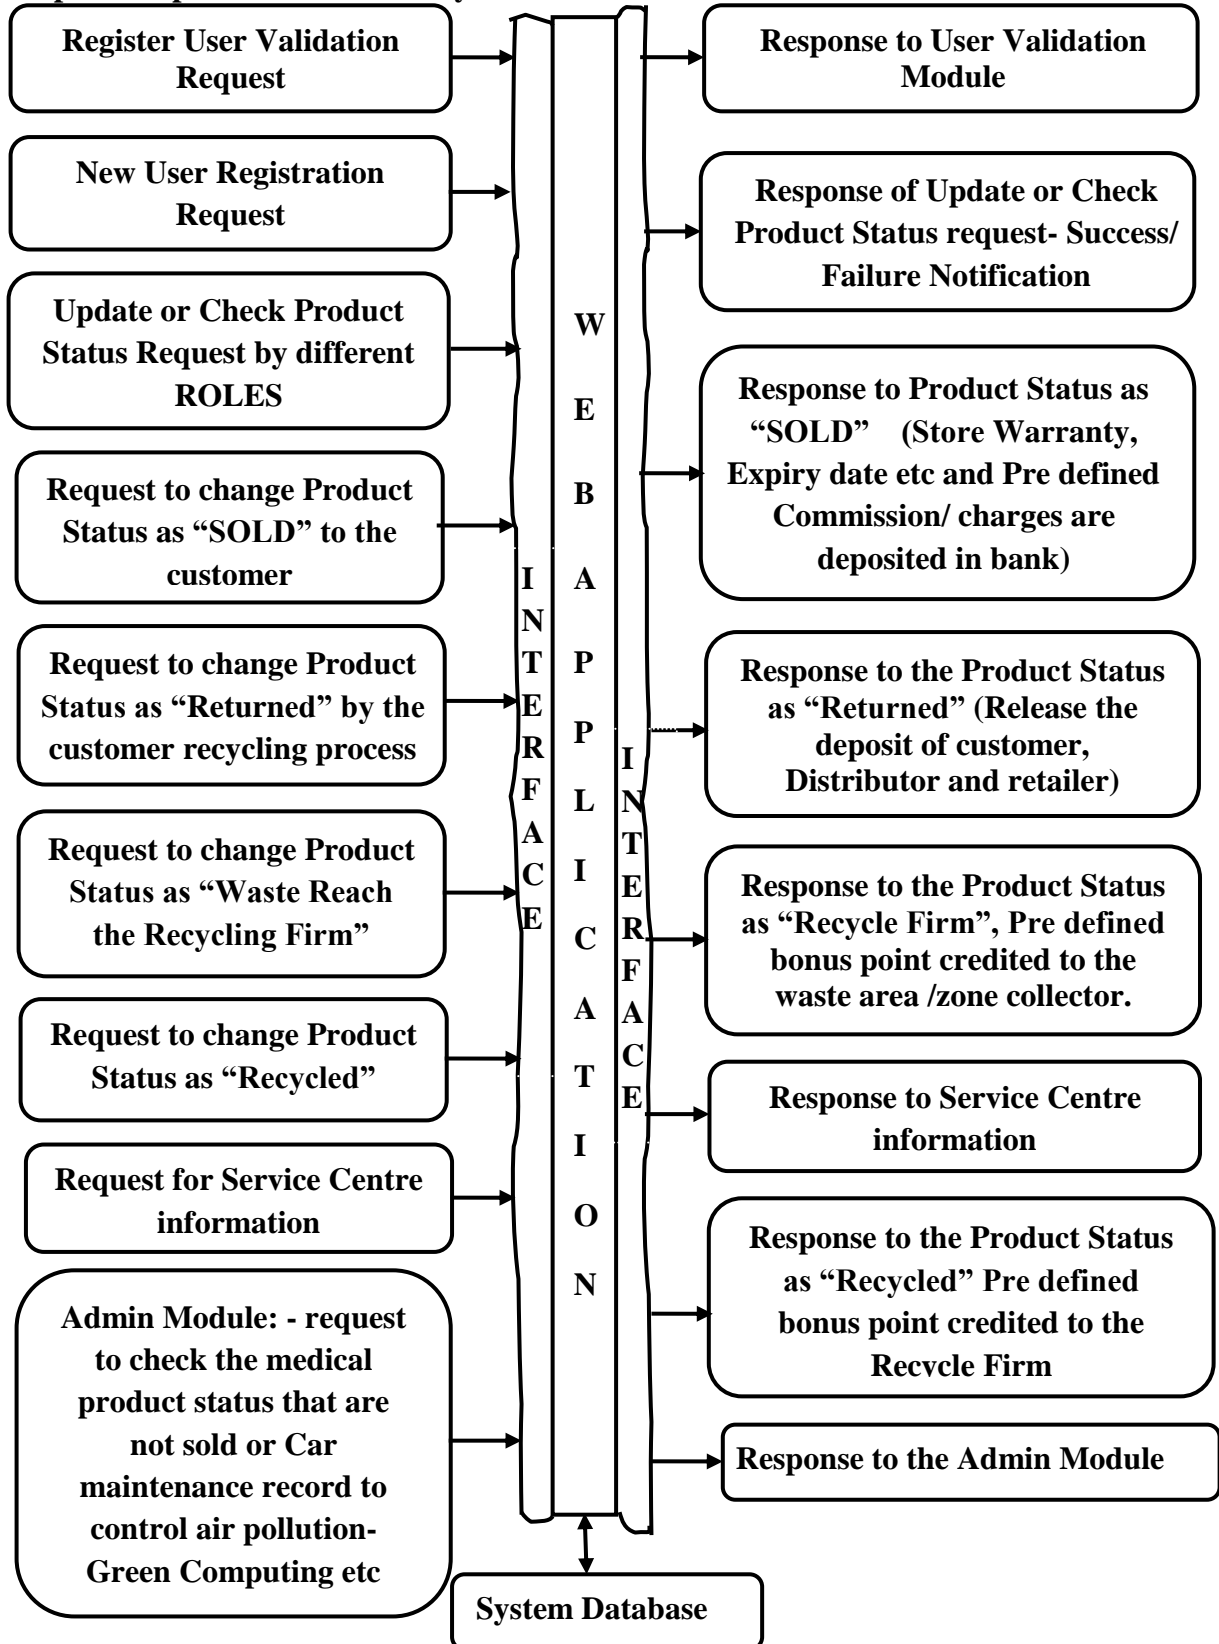 Register User Validation
Request
New User Registration
Request
Update or Check Product
Status Request by different
ROLES
Request to change Product
Status as “SOLD” to the
customer
Request to change Product
Status as “Returned” by the
customer recycling process
Request to change Product
Status as “Waste Reach
the Recycling Firm”
Request to change Product
Status as “Recycled”
Request for Service Centre
information
Admin Module: - request
to check the medical
product status that are
not sold or Car
maintenance record to
control air pollution-
Green Computing etc
INTERFACE
WEB APPLICATION
INTERFACE
System Database
Response to User Validation
Module
Response of Update or Check
Product Status request- Success/
Failure Notification
Response to Product Status as
“SOLD” (Store Warranty,
Expiry date etc and Pre defined
Commission/ charges are
deposited in bank)
Response to the Product Status
as “Returned” (Release the
deposit of customer,
Distributor and retailer)
Response to the Product Status
as “Recycle Firm”, Pre defined
bonus point credited to the
waste area /zone collector.
Response to Service Centre
information
Response to the Product Status
as “Recycled” Pre defined
bonus point credited to the
Recycle Firm
Response to the Admin Module